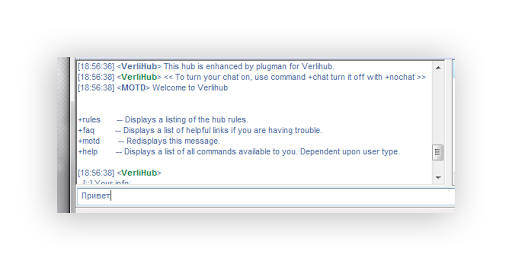 [18:56:36] <VerliHub> This hub is enhanced by plugman for Verlihub.
[18:56:38] <VerliHub> << To turn your chat on, use command +chat turn it off with +nochat >>
[18:56:38] <MOTD> Welcome to Verlihub
+rules -- Displays a listing of the hub rules.
+faq -- Displays a list of helpful links if you are having trouble.
+motd -- Redisplays this message.
+help -- Displays a list of all commands available to you. Dependent upon user type.
[18:56:38] <VerliHub>
[::] Your info:
Привет